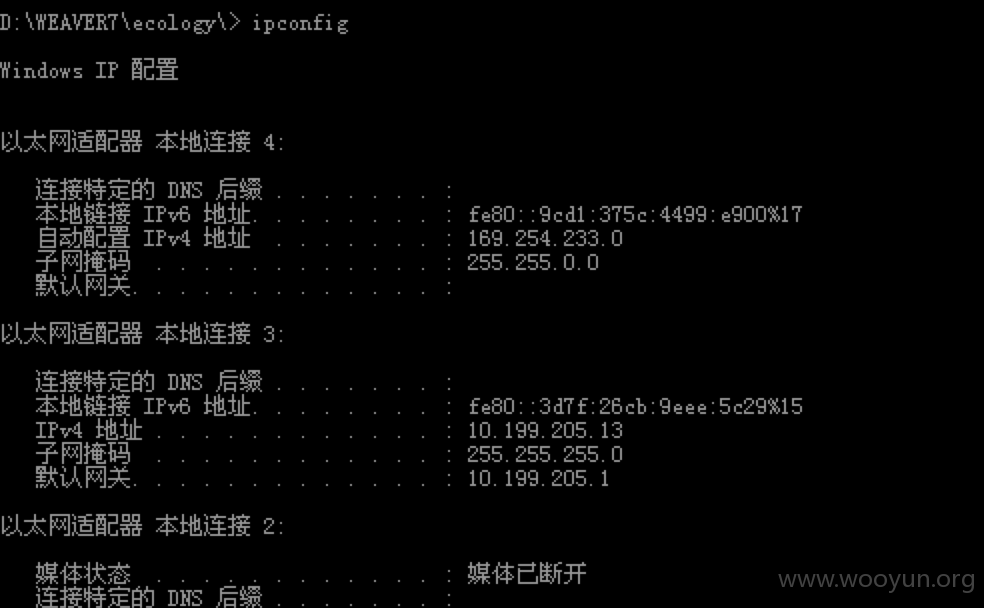 D:\WEAVER7\ecology\> ipconfig
Windows IP 配置
以太网适配器 本地连接 4:
连接特定的 DNS 后缀 . . . . . . . :
本地链接 IPv6 地址. . . . . . . . : fe80::9cd1:375c:4499:e900%17
自动配置 IPv4 地址 . . . . . . . : 169.254.233.0
子网掩码 . . . . . . . . . . . . : 255.255.0.0
默认网关. . . . . . . . . . . . . :
以太网适配器 本地连接 3:
连接特定的 DNS 后缀 . . . . . . . :
本地链接 IPv6 地址. . . . . . . . : fe80::3d7f:26cb:9eee:5c29%15
IPv4 地址 . . . . . . . . . . . . : 10.199.205.13
子网掩码 . . . . . . . . . . . . : 255.255.255.0
默认网关. . . . . . . . . . . . . : 10.199.205.1
以太网适配器 本地连接 2:
媒体状态 . . . . . . . . . . . . : 媒体已断开
连接特定的 DNS 后缀 . . . . . . . :
www.wooyun.org